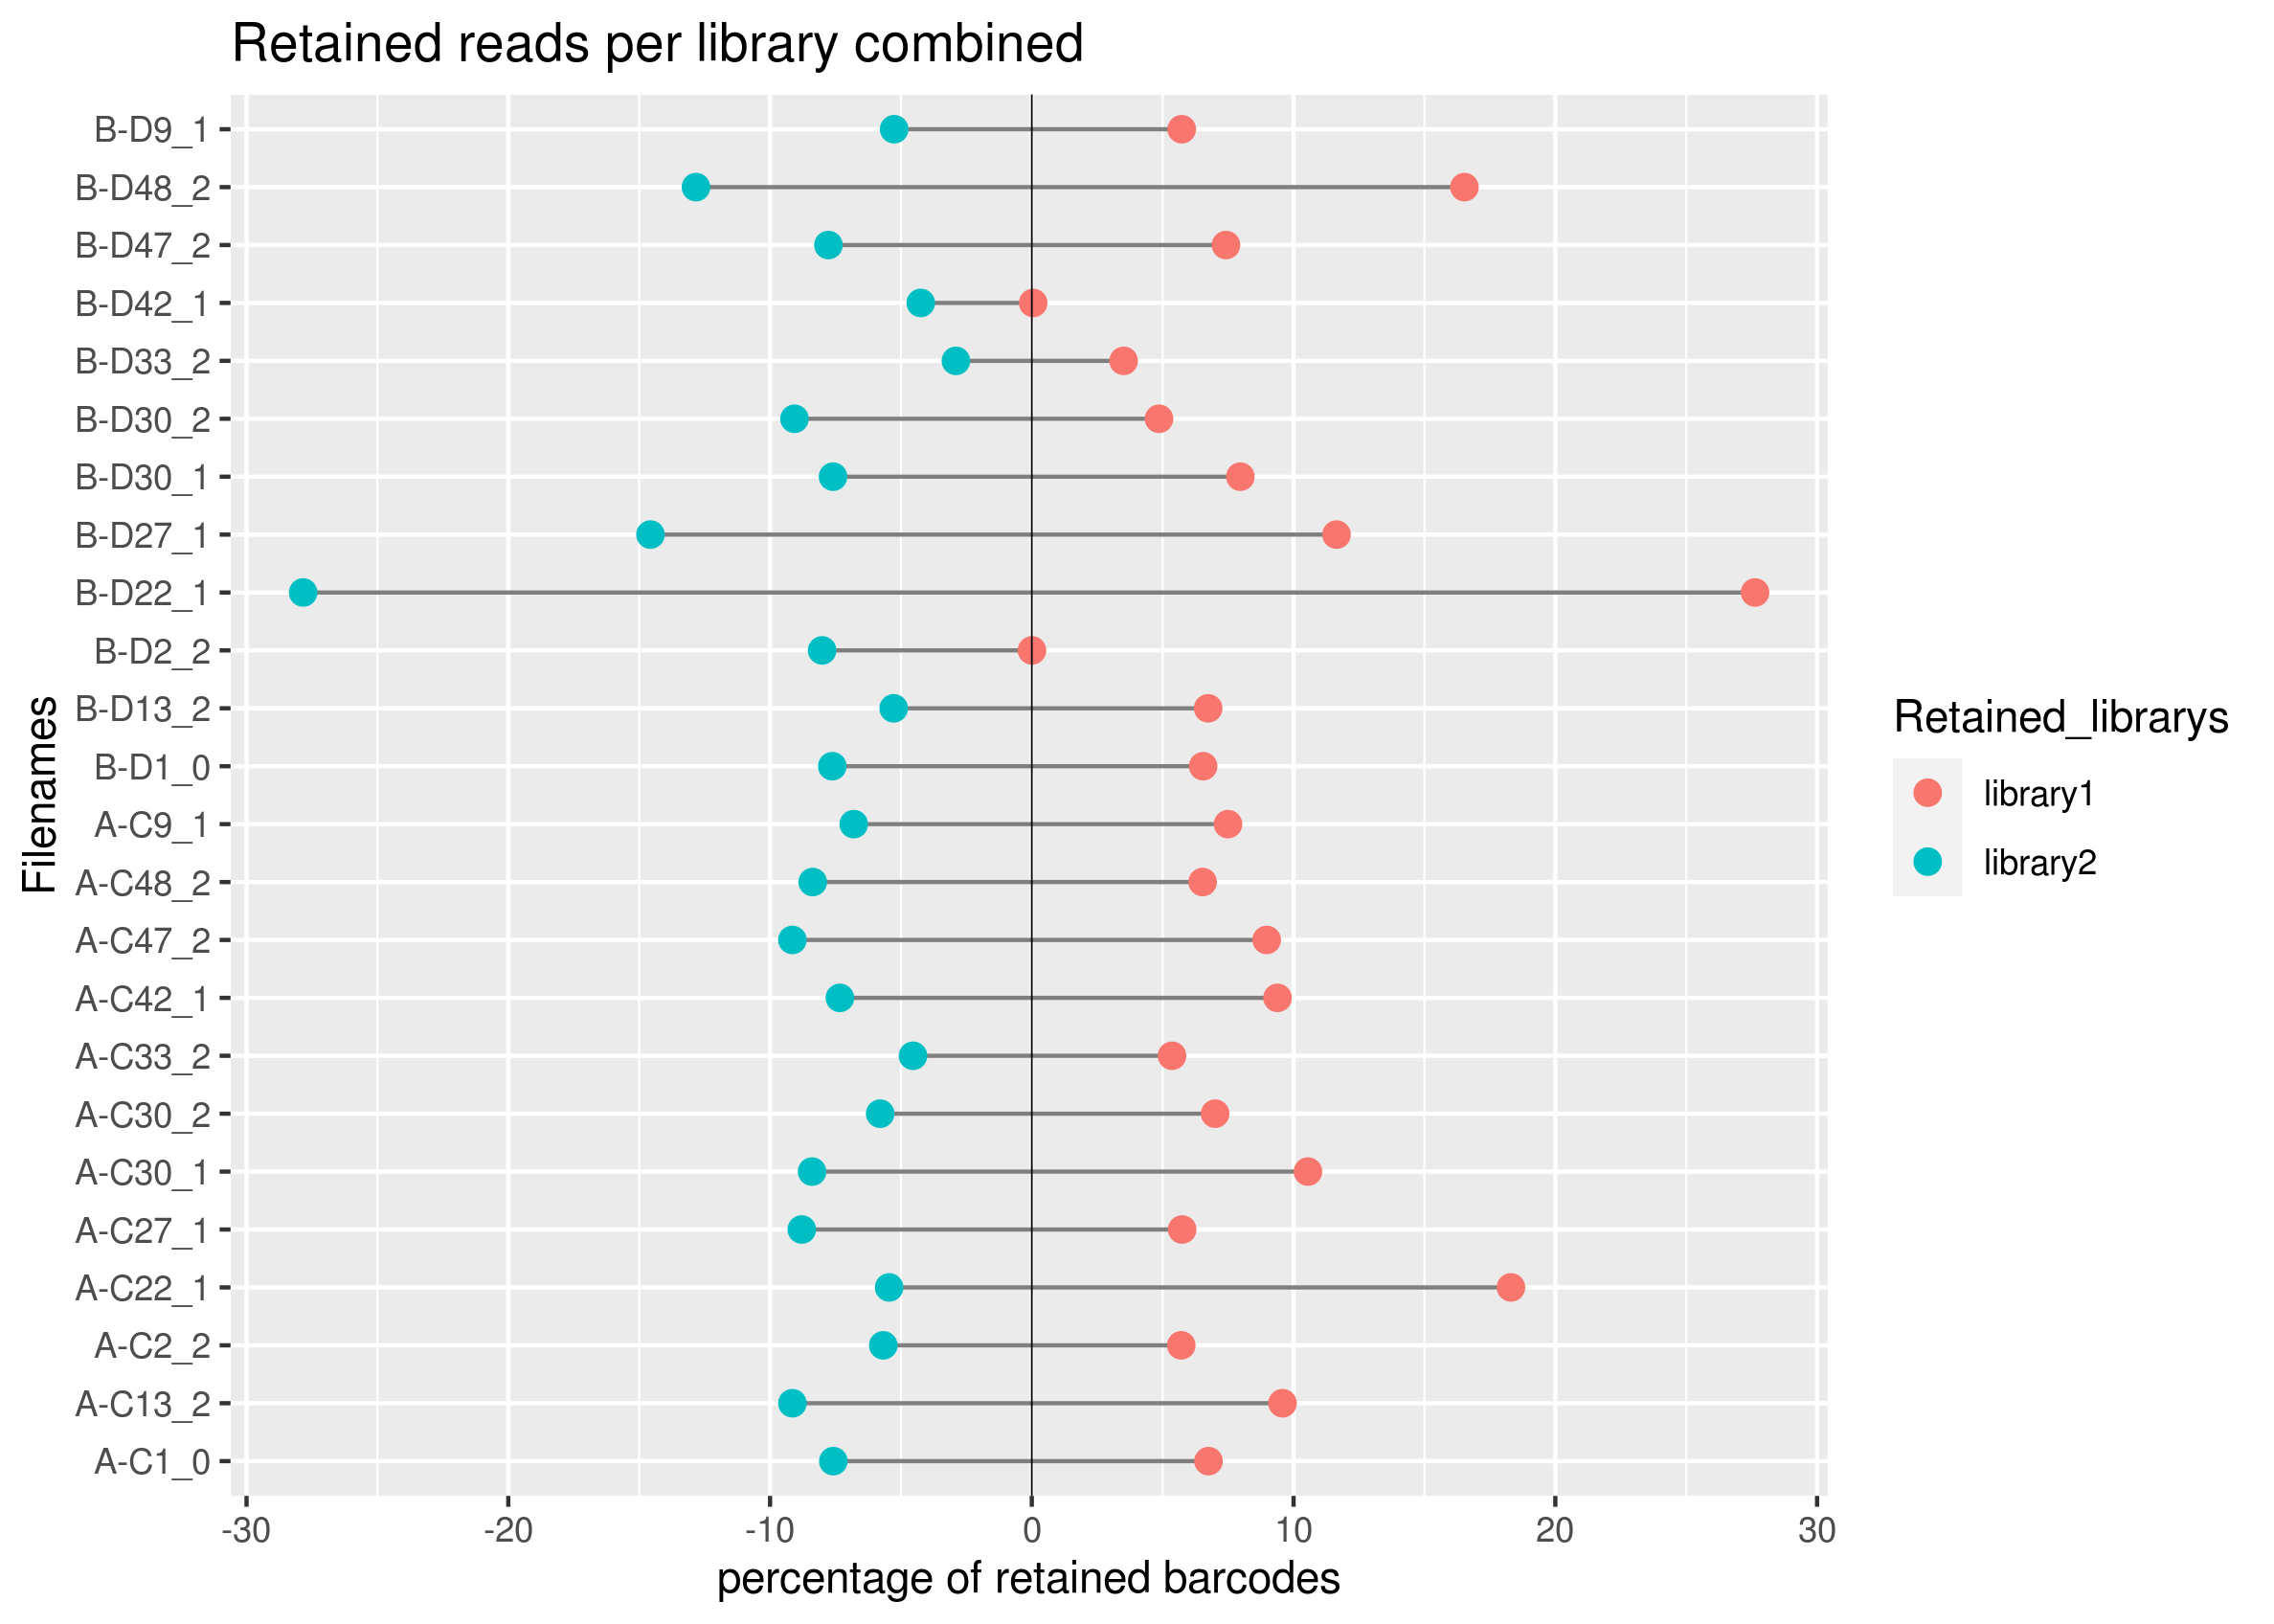 Retained reads per library combined
B-D9_1
B-D48_2
B-D47_2
B-D42_1
B-D33_2
B-D30_2
B-D30_1
B-D27_1
B-D22_1
B-D2_2
B-D13_2
B-D1_0
A-C9_1
A-C48_2
A-C47_2
A-C42_1
A-C33_2
A-C30_2
A-C30_1
A-C27_1
A-C22_1
A-C2_2
A-C13_2
A-C1_0
Filenames
-30 -20 -10 0 10 20 30
percentage of retained barcodes
Retained_librarys
library1
library2